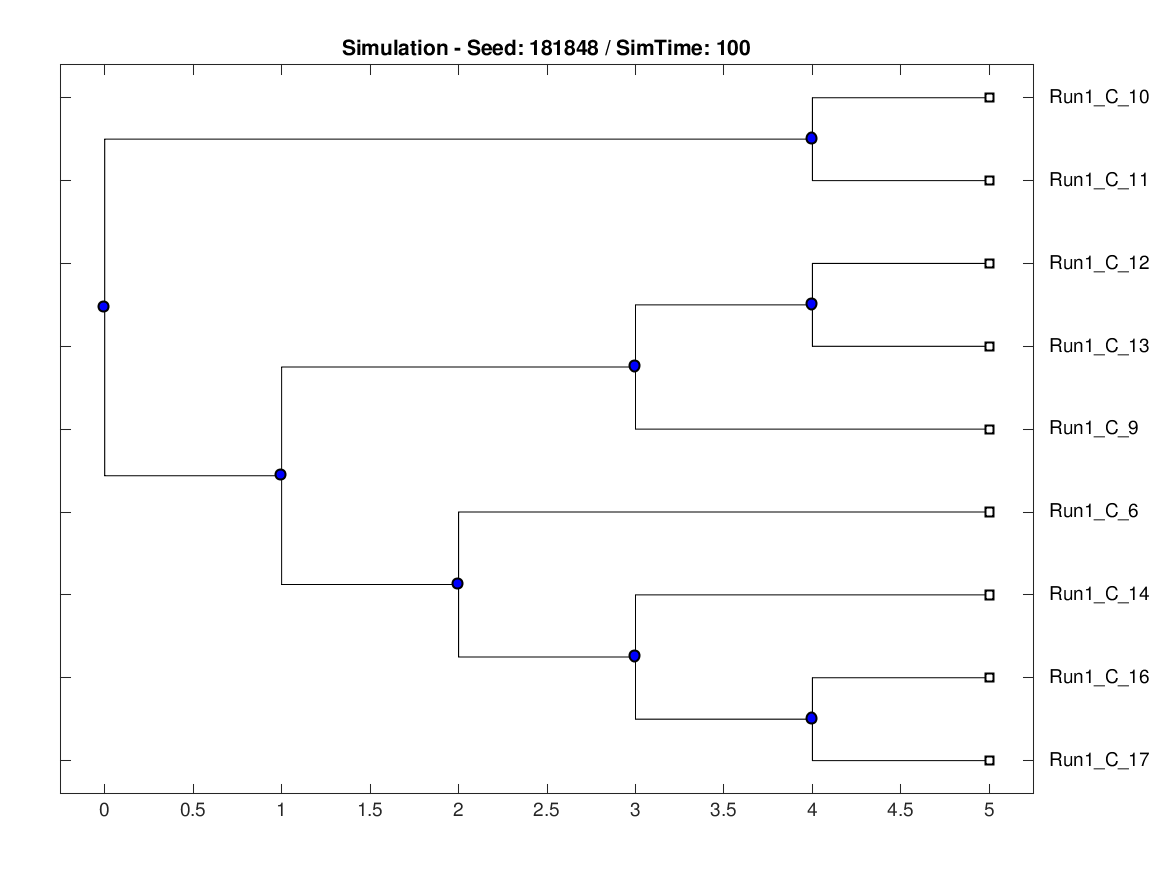 Simulation - Seed: 181848 / SimTime: 100
Run1_C_10
Run1_C_11
Run1_C_12
Run1_C_13
Run1_C_9
Run1_C_6
Run1_C_14
Run1_C_16
Run1_C_17
0 0.5 1 1.5 2 2.5 3 3.5 4 4.5 5